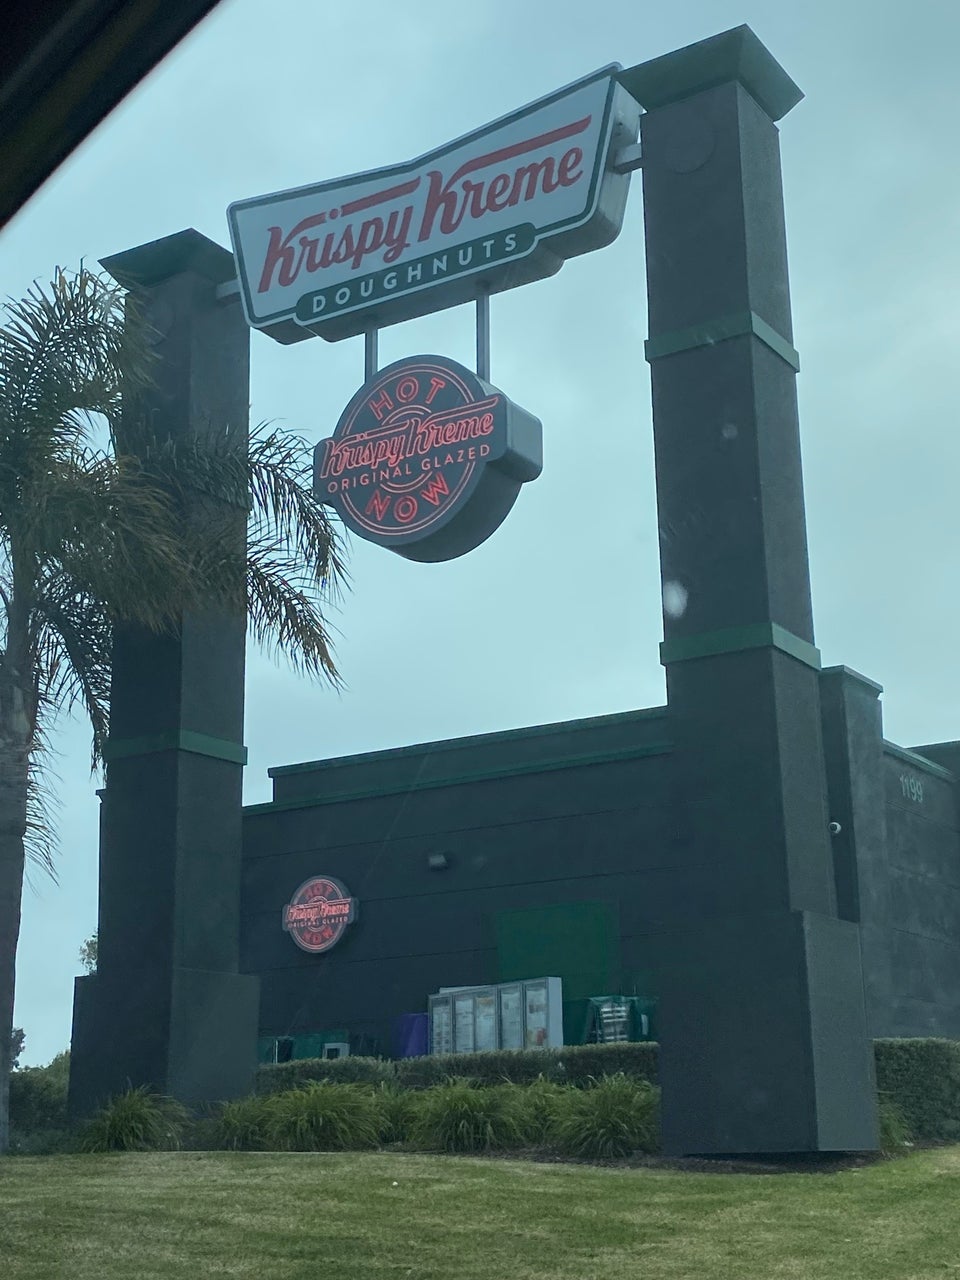 Krispy Kreme
DOUGHNUTS
HOT
Krispy Kreme
ORIGINAL GLAZED
NOW
1199
HOT
Krispy Kreme
ORIGINAL GLAZED
NOW